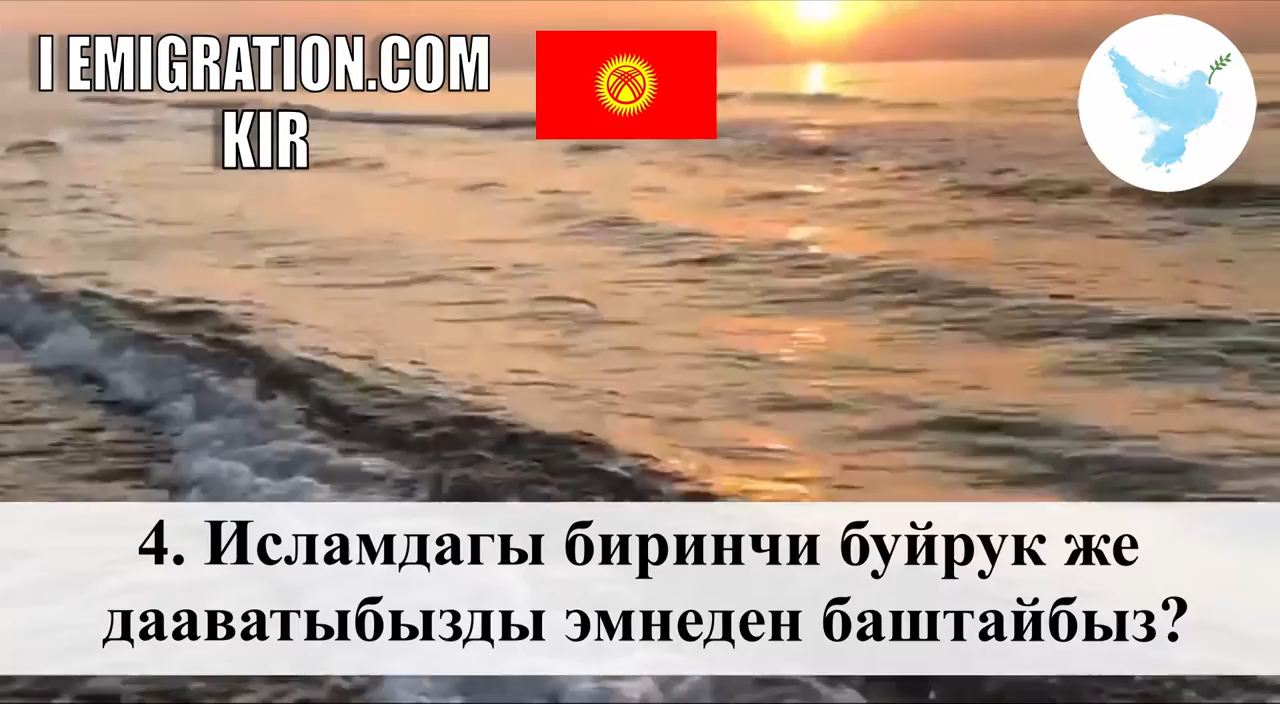 I EMIGRATION.COM
KIR
4. Исламдагы биринчи буйрук же
дааватыбызды эмнеден баштайбыз?